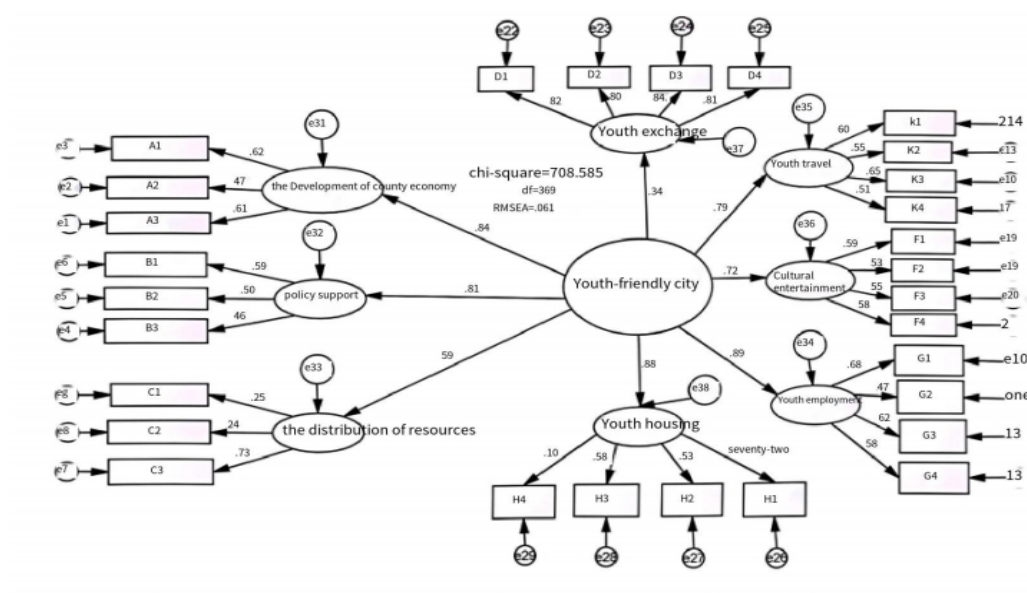 e22
e23
e24
e25
D1
D2
D3
D4
82
80
84.
.81
Youth exchange
e37
.34
chi-square=708.585
df=369
RMSEA=.061
e31
e3
A1
.62
e2
A2
47
e1
A3
.61
the Development of county economy
.84
e32
e6
B1
.59
e5
B2
.50
e4
B3
46
policy support
.81
e33
C1
.25
e8
C2
24
e7
C3
.73
the distribution of resources
59
Youth-friendly city
e35
Youth travel
.79
60
k1
214
.55
K2
€13
.65
K3
e10
.51
K4
17
e36
Cultural
entertainment
.72
.59
F1
e19
53
F2
e19
55
F3
e20
58
F4
2
e34
Youth employment
.89
.68
G1
e10
47
G2
one
62
G3
13
58
G4
13
.88
e38
Youth housing
.10
.58
.53
seventy-two
H4
H3
H2
H1
e29
e28
e27
e26